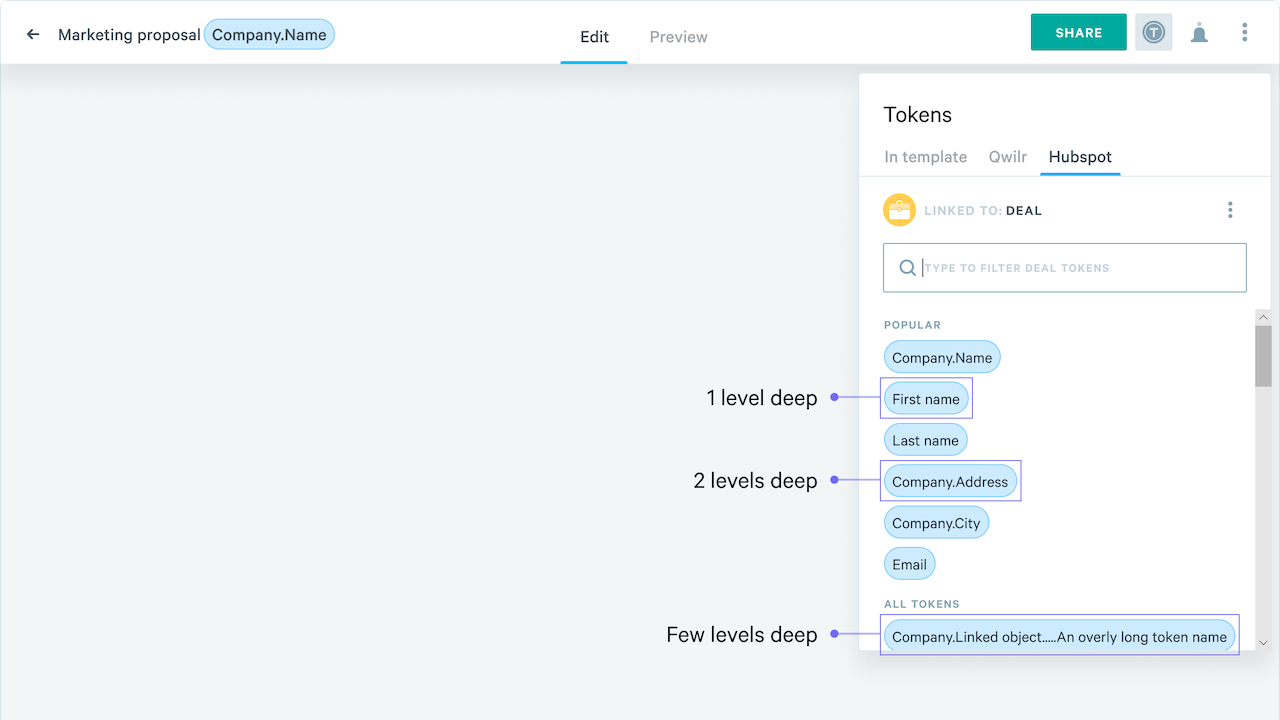 Marketing proposal Company.Name
Edit
Preview
SHARE
T
Tokens
In template
Qwilr
Hubspot
LINKED TO: DEAL
TYPE TO FILTER DEAL TOKENS
POPULAR
Company.Name
1 level deep
First name
Last name
2 levels deep
Company.Address
Company.City
Email
ALL TOKENS
Few levels deep
Company.Linked object.....An overly long token name